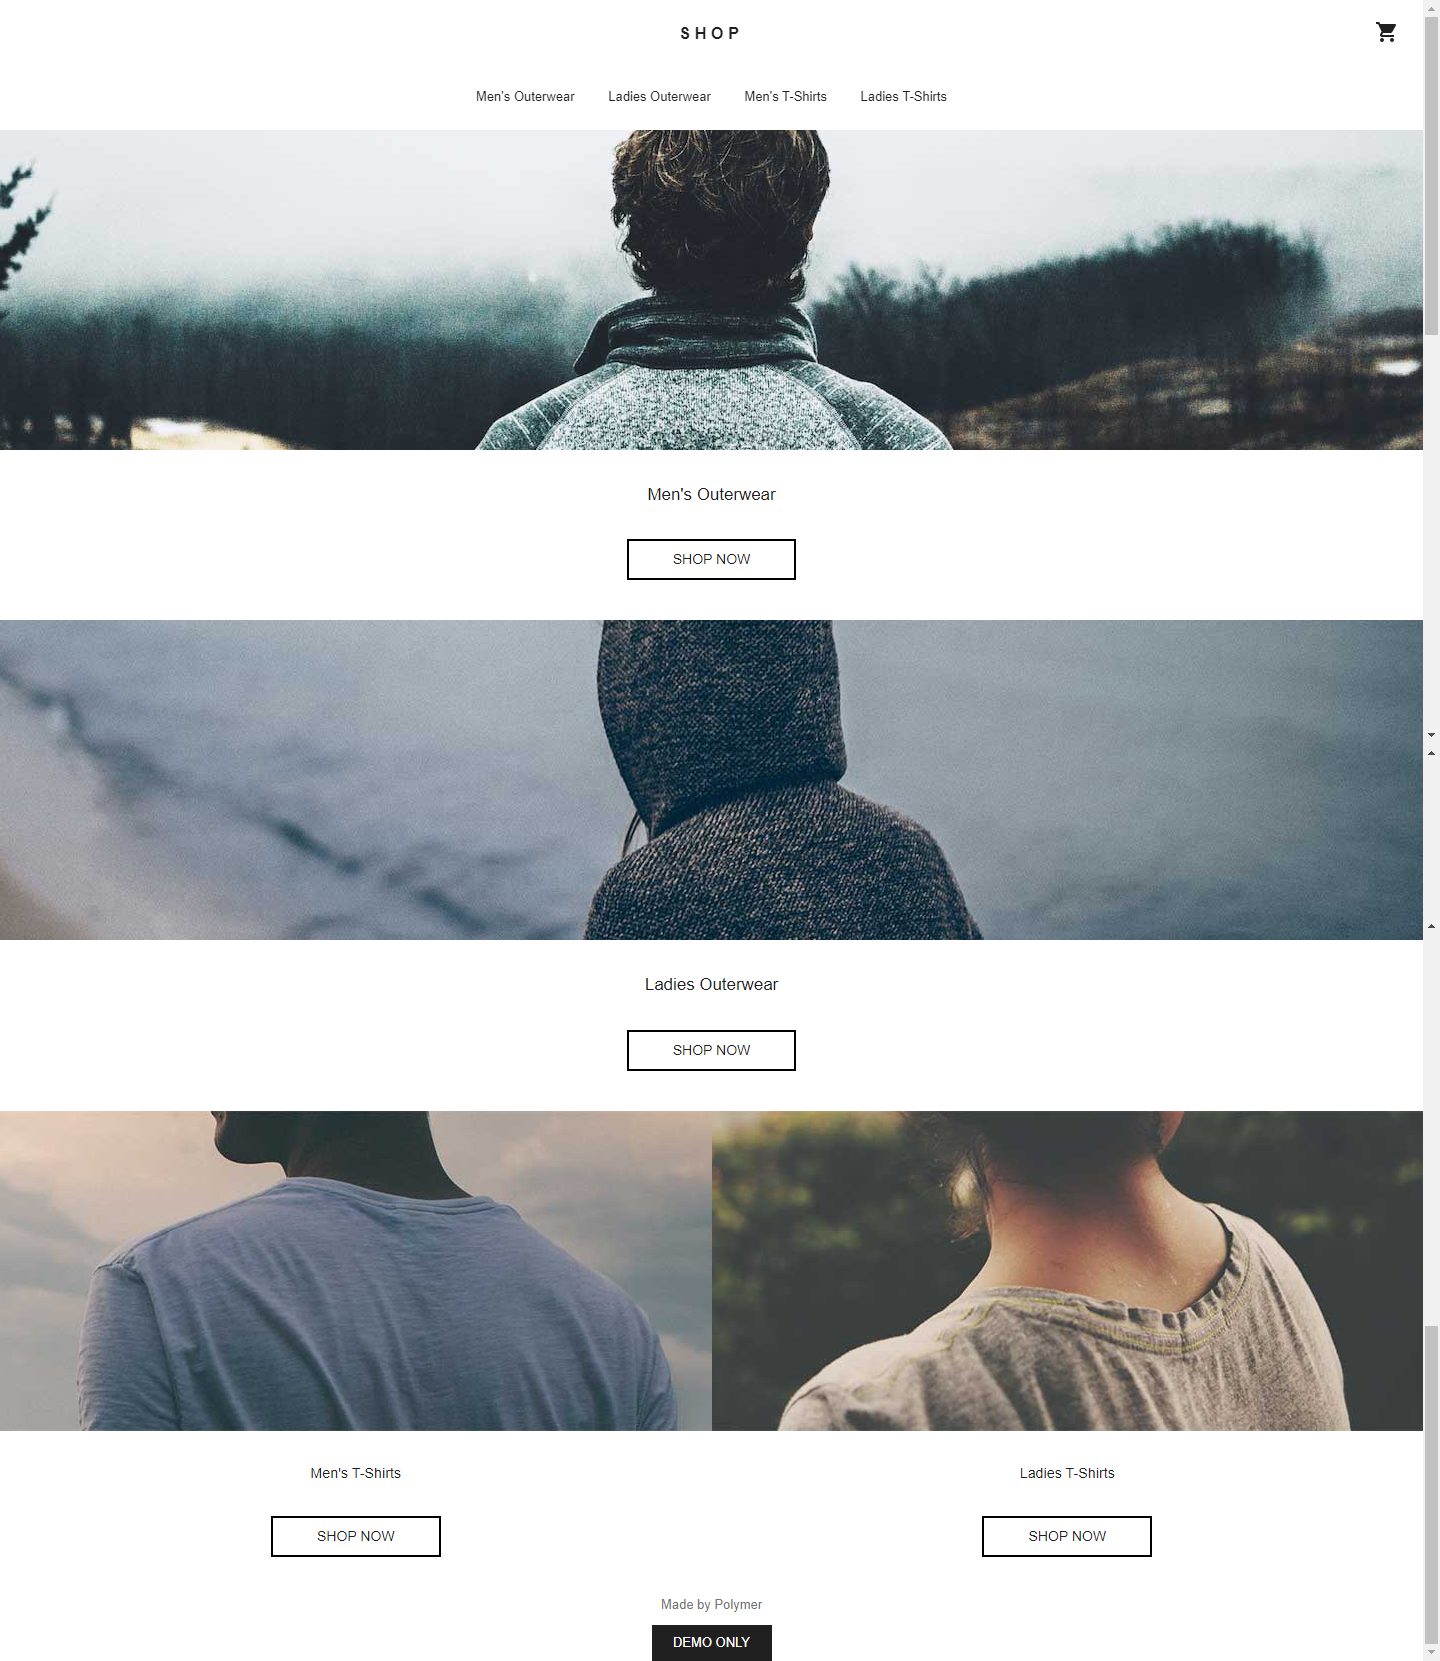 SHOP
Men's Outerwear Ladies Outerwear Men's T-Shirts Ladies T-Shirts
Men's Outerwear
SHOP NOW
Ladies Outerwear
SHOP NOW
Men's T-Shirts
SHOP NOW
Ladies T-Shirts
SHOP NOW
Made by Polymer
DEMO ONLY